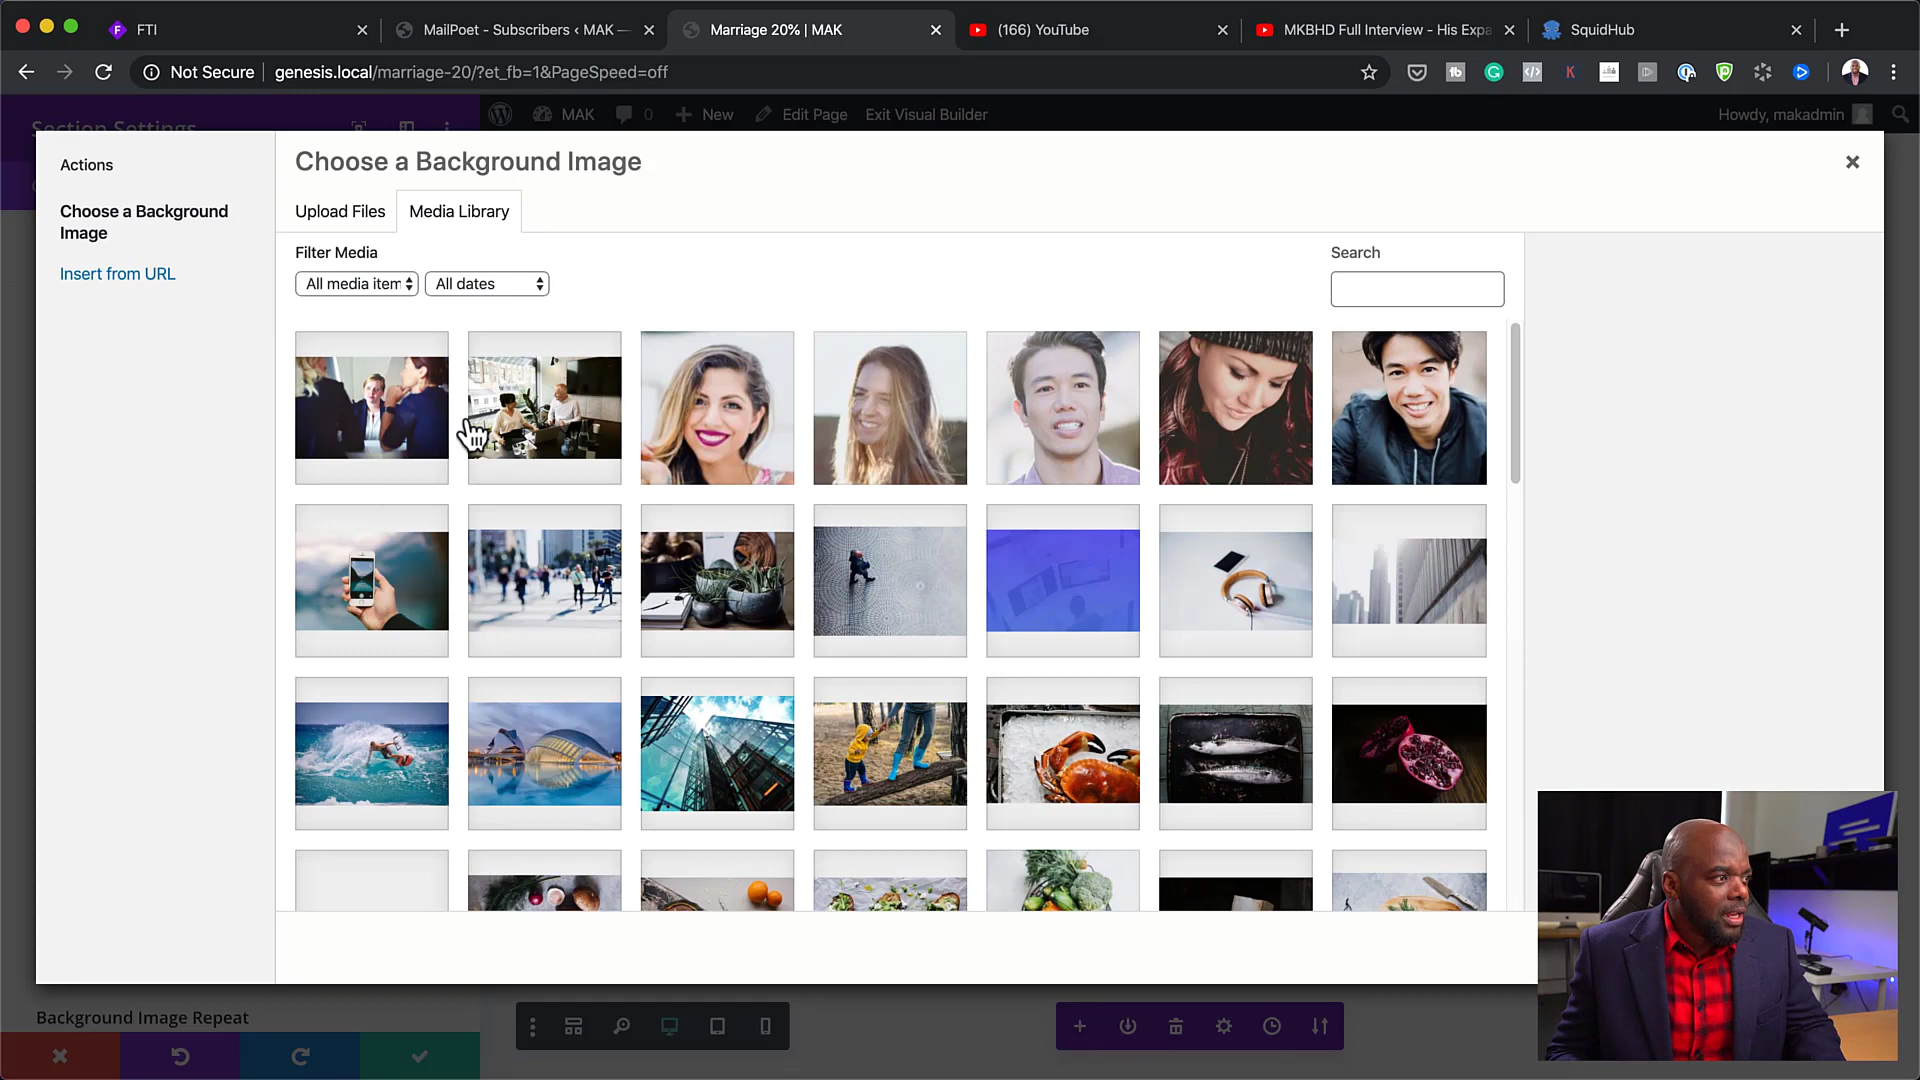 FTI
MailPoet - Subscribers ‹ MAK —
Marriage 20% | MAK
(166) YouTube
MKBHD Full Interview - His Expa
SquidHub
Not Secure
genesis.local/marriage-20/?et_fb=1&PageSpeed=off
Section Settings
MAK
0
New
Edit Page
Exit Visual Builder
Howdy, makadmin
Actions
Choose a Background Image
Choose a Background
Image
Insert from URL
Upload Files
Media Library
Filter Media
Search
All media item
All dates
Background Image Repeat